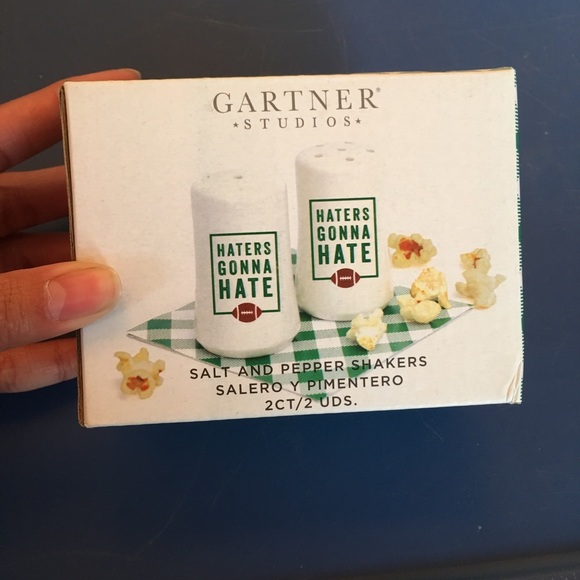 GARTNER®
★STUDIOS★
HATERS
GONNA
HATE
HATERS
GONNA
HATE
SALT AND PEPPER SHAKERS
SALERO Y PIMENTERO
2CT/2 UDS.